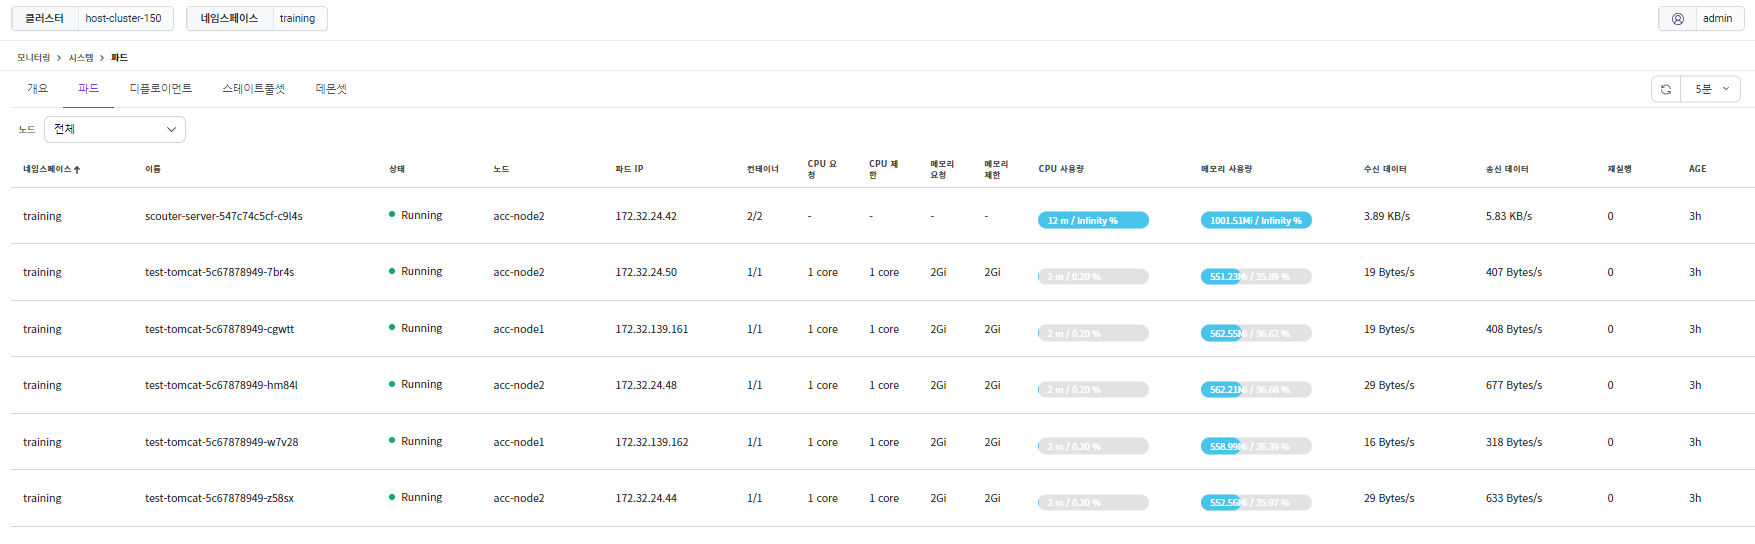 클러스터 host-cluster-150 네임스페이스 training admin
모니터링 > 시스템 > 파드
개요 파드 디플로이먼트 스테이트풀셋 데몬셋 5분
노드 전체
네임스페이스 이름 상태 노드 파드 IP 컨테이너 CPU 요청 CPU 제한 메모리 요청 메모리 제한 CPU 사용량 메모리 사용량 수신 데이터 송신 데이터 재실행 AGE
training scouter-server-547c74c5cf-c9l4s Running acc-node2 172.32.24.42 2/2 - - - - 12 m / Infinity % 1001.51Mi / Infinity % 3.89 KB/s 5.83 KB/s 0 3h
training test-tomcat-5c67878949-7br4s Running acc-node2 172.32.24.50 1/1 1 core 1 core 2Gi 2Gi 2 m / 0.20 % 551.23Mi / 35.89 % 19 Bytes/s 407 Bytes/s 0 3h
training test-tomcat-5c67878949-cgwtt Running acc-node1 172.32.139.161 1/1 1 core 1 core 2Gi 2Gi 2 m / 0.20 % 562.55Mi / 36.62 % 19 Bytes/s 408 Bytes/s 0 3h
training test-tomcat-5c67878949-hm84l Running acc-node2 172.32.24.48 1/1 1 core 1 core 2Gi 2Gi 2 m / 0.20 % 562.21Mi / 36.60 % 29 Bytes/s 677 Bytes/s 0 3h
training test-tomcat-5c67878949-w7v28 Running acc-node1 172.32.139.162 1/1 1 core 1 core 2Gi 2Gi 2 m / 0.20 % 558.99Mi / 36.39 % 16 Bytes/s 318 Bytes/s 0 3h
training test-tomcat-5c67878949-z58sx Running acc-node2 172.32.24.44 1/1 1 core 1 core 2Gi 2Gi 2 m / 0.20 % 552.56Mi / 35.97 % 29 Bytes/s 633 Bytes/s 0 3h